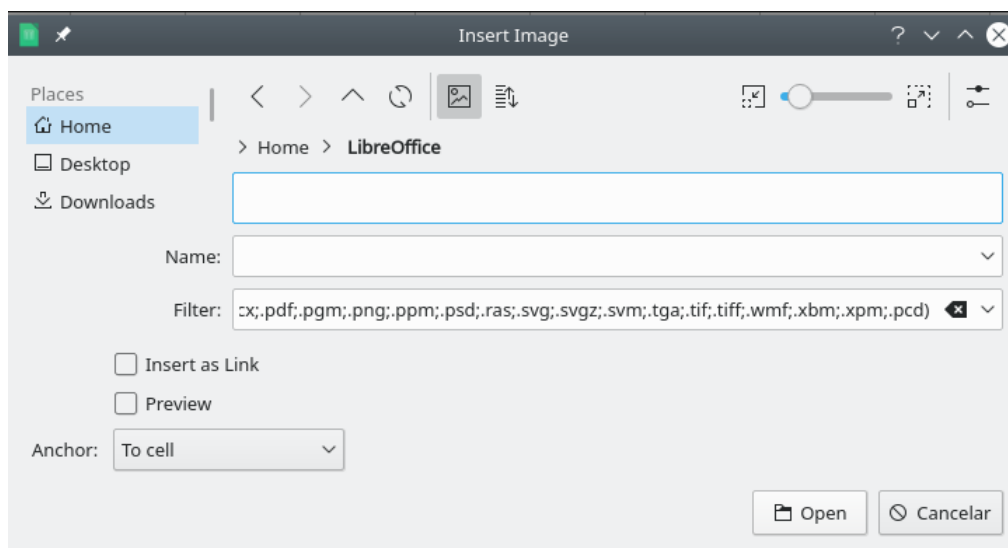 Insert Image
Places
Home
Desktop
Downloads
> Home > LibreOffice
Name:
Filter: cx;.pdf;.pgm;.png;.ppm;.psd;.ras;.svg;.svgz;.svm;.tga;.tif;.tiff;.wmf;.xbm;.xpm;.pcd)
Insert as Link
Preview
Anchor: To cell
Open Cancelar